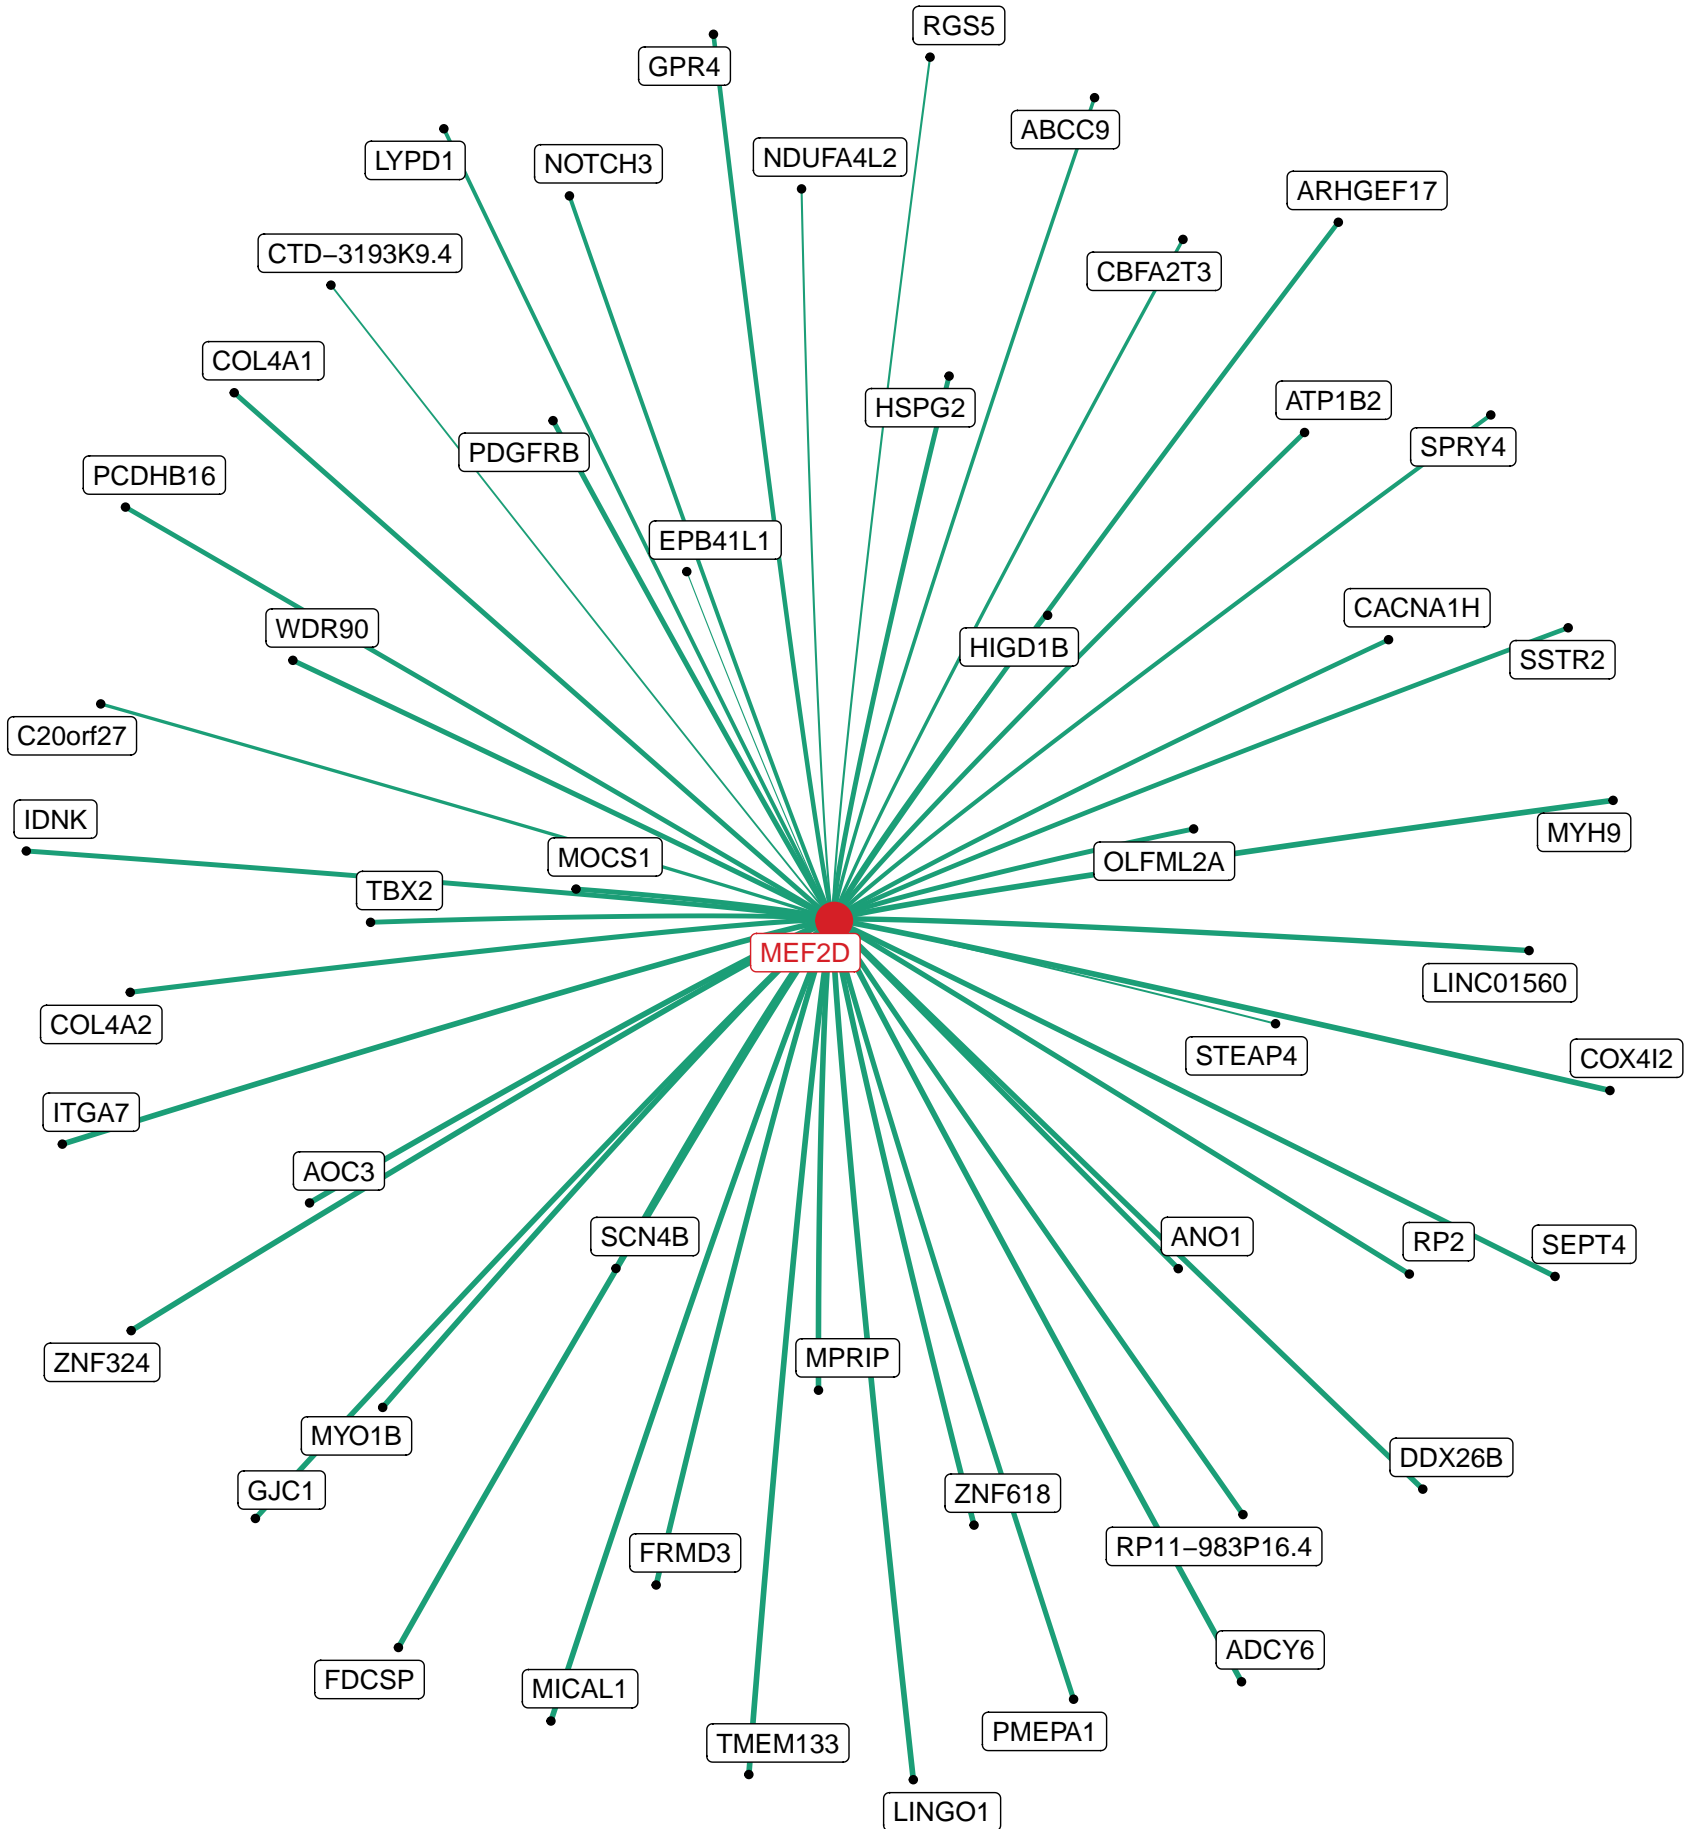 RGS5
GPR4
ABCC9
LYPD1
NOTCH3
NDUFA4L2
ARHGEF17
CTD−3193K9.4
CBFA2T3
COL4A1
HSPG2
ATP1B2
SPRY4
PDGFRB
PCDHB16
EPB41L1
CACNA1H
WDR90
HIGD1B
SSTR2
C20orf27
IDNK
MYH9
MOCS1
OLFML2A
TBX2
MEF2D
LINC01560
COL4A2
STEAP4
COX4I2
ITGA7
AOC3
SCN4B
ANO1
RP2
SEPT4
ZNF324
MPRIP
MYO1B
DDX26B
GJC1
ZNF618
RP11−983P16.4
FRMD3
ADCY6
FDCSP
MICAL1
PMEPA1
TMEM133
LINGO1